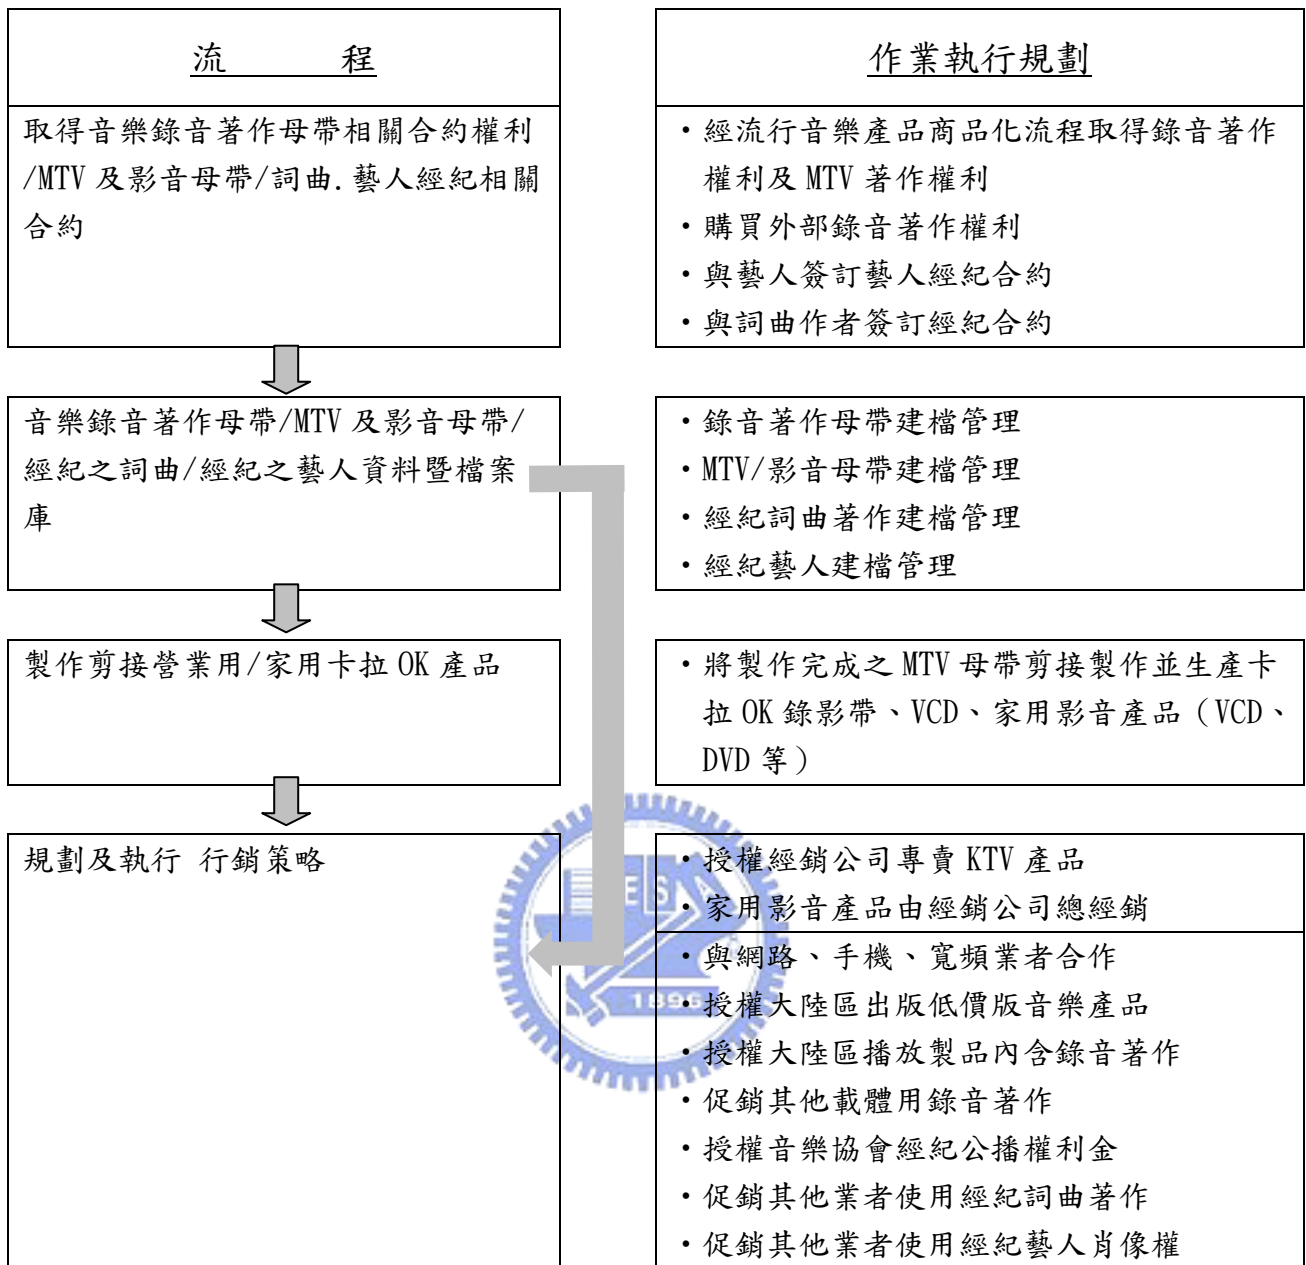 流 程
作業執行規劃
取得音樂錄音著作母帶相關合約權利
/MTV 及影音母帶/詞曲.藝人經紀相關
合約
・經流行音樂產品商品化流程取得錄音著作
權利及 MTV 著作權利
・購買外部錄音著作權利
・與藝人簽訂藝人經紀合約
・與詞曲作者簽訂經紀合約
音樂錄音著作母帶/MTV 及影音母帶/
經紀之詞曲/經紀之藝人資料暨檔案
庫
・錄音著作母帶建檔管理
・MTV/影音母帶建檔管理
・經紀詞曲著作建檔管理
・經紀藝人建檔管理
製作剪接營業用/家用卡拉 OK 產品
・將製作完成之 MTV 母帶剪接製作並生產卡
拉 OK 錄影帶、VCD、家用影音產品（VCD、
DVD 等）
規劃及執行 行銷策略
・授權經銷公司專賣 KTV 產品
・家用影音產品由經銷公司總經銷
・與網路、手機、寬頻業者合作
・授權大陸區出版低價版音樂產品
・授權大陸區播放製品內含錄音著作
・促銷其他載體用錄音著作
・授權音樂協會經紀公播權利金
・促銷其他業者使用經紀詞曲著作
・促銷其他業者使用經紀藝人肖像權
E S
1896